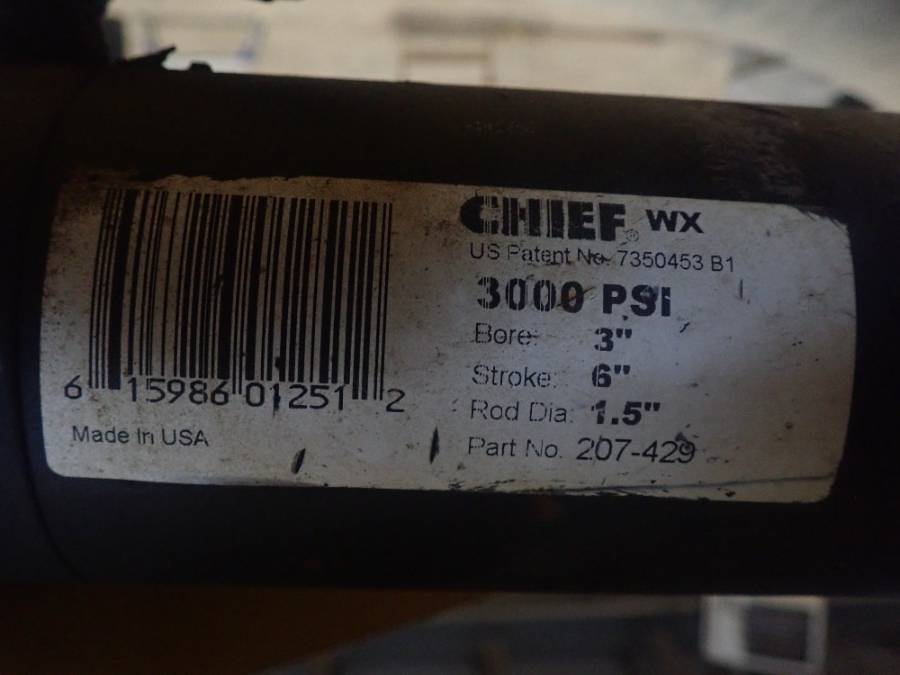 6 15986 01251 2
Made In USA
CHIEF® WX
US Patent No. 7350453 B1
3000 PSI
Bore: 3"
Stroke: 6"
Rod Dia: 1.5"
Part No. 207-429